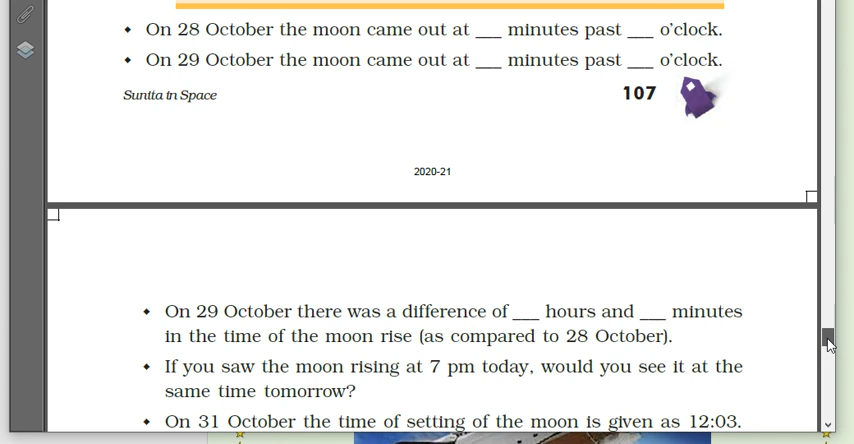 ⬥ On 28 October the moon came out at ___ minutes past ___ o'clock.
⬥ On 29 October the moon came out at ___ minutes past ___ o'clock.
Sunita in Space 107
2020-21
⬥ On 29 October there was a difference of ___ hours and ___ minutes
in the time of the moon rise (as compared to 28 October).
⬥ If you saw the moon rising at 7 pm today, would you see it at the
same time tomorrow?
⬥ On 31 October the time of setting of the moon is given as 12:03.